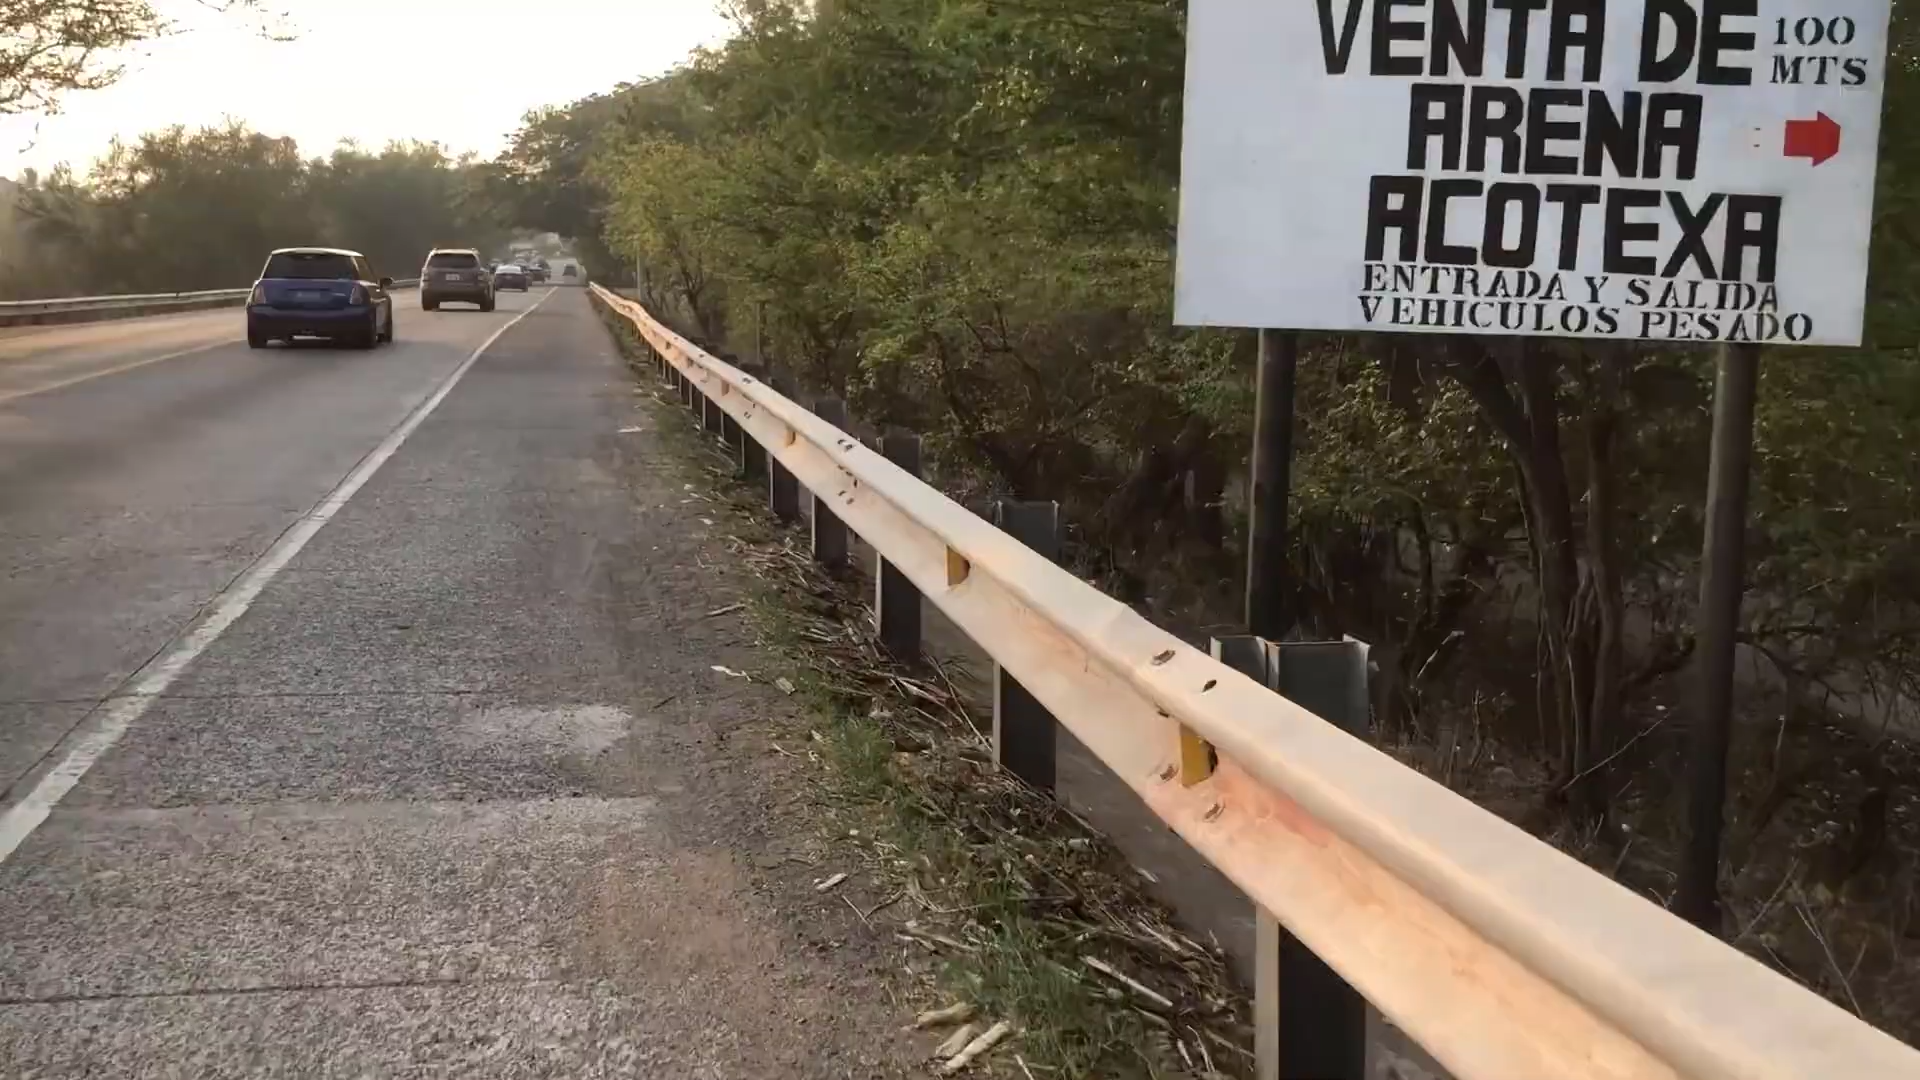 VENTA DE 100 MTS
ARENA
ACOTEXA
ENTRADA Y SALIDA
VEHICULOS PESADO